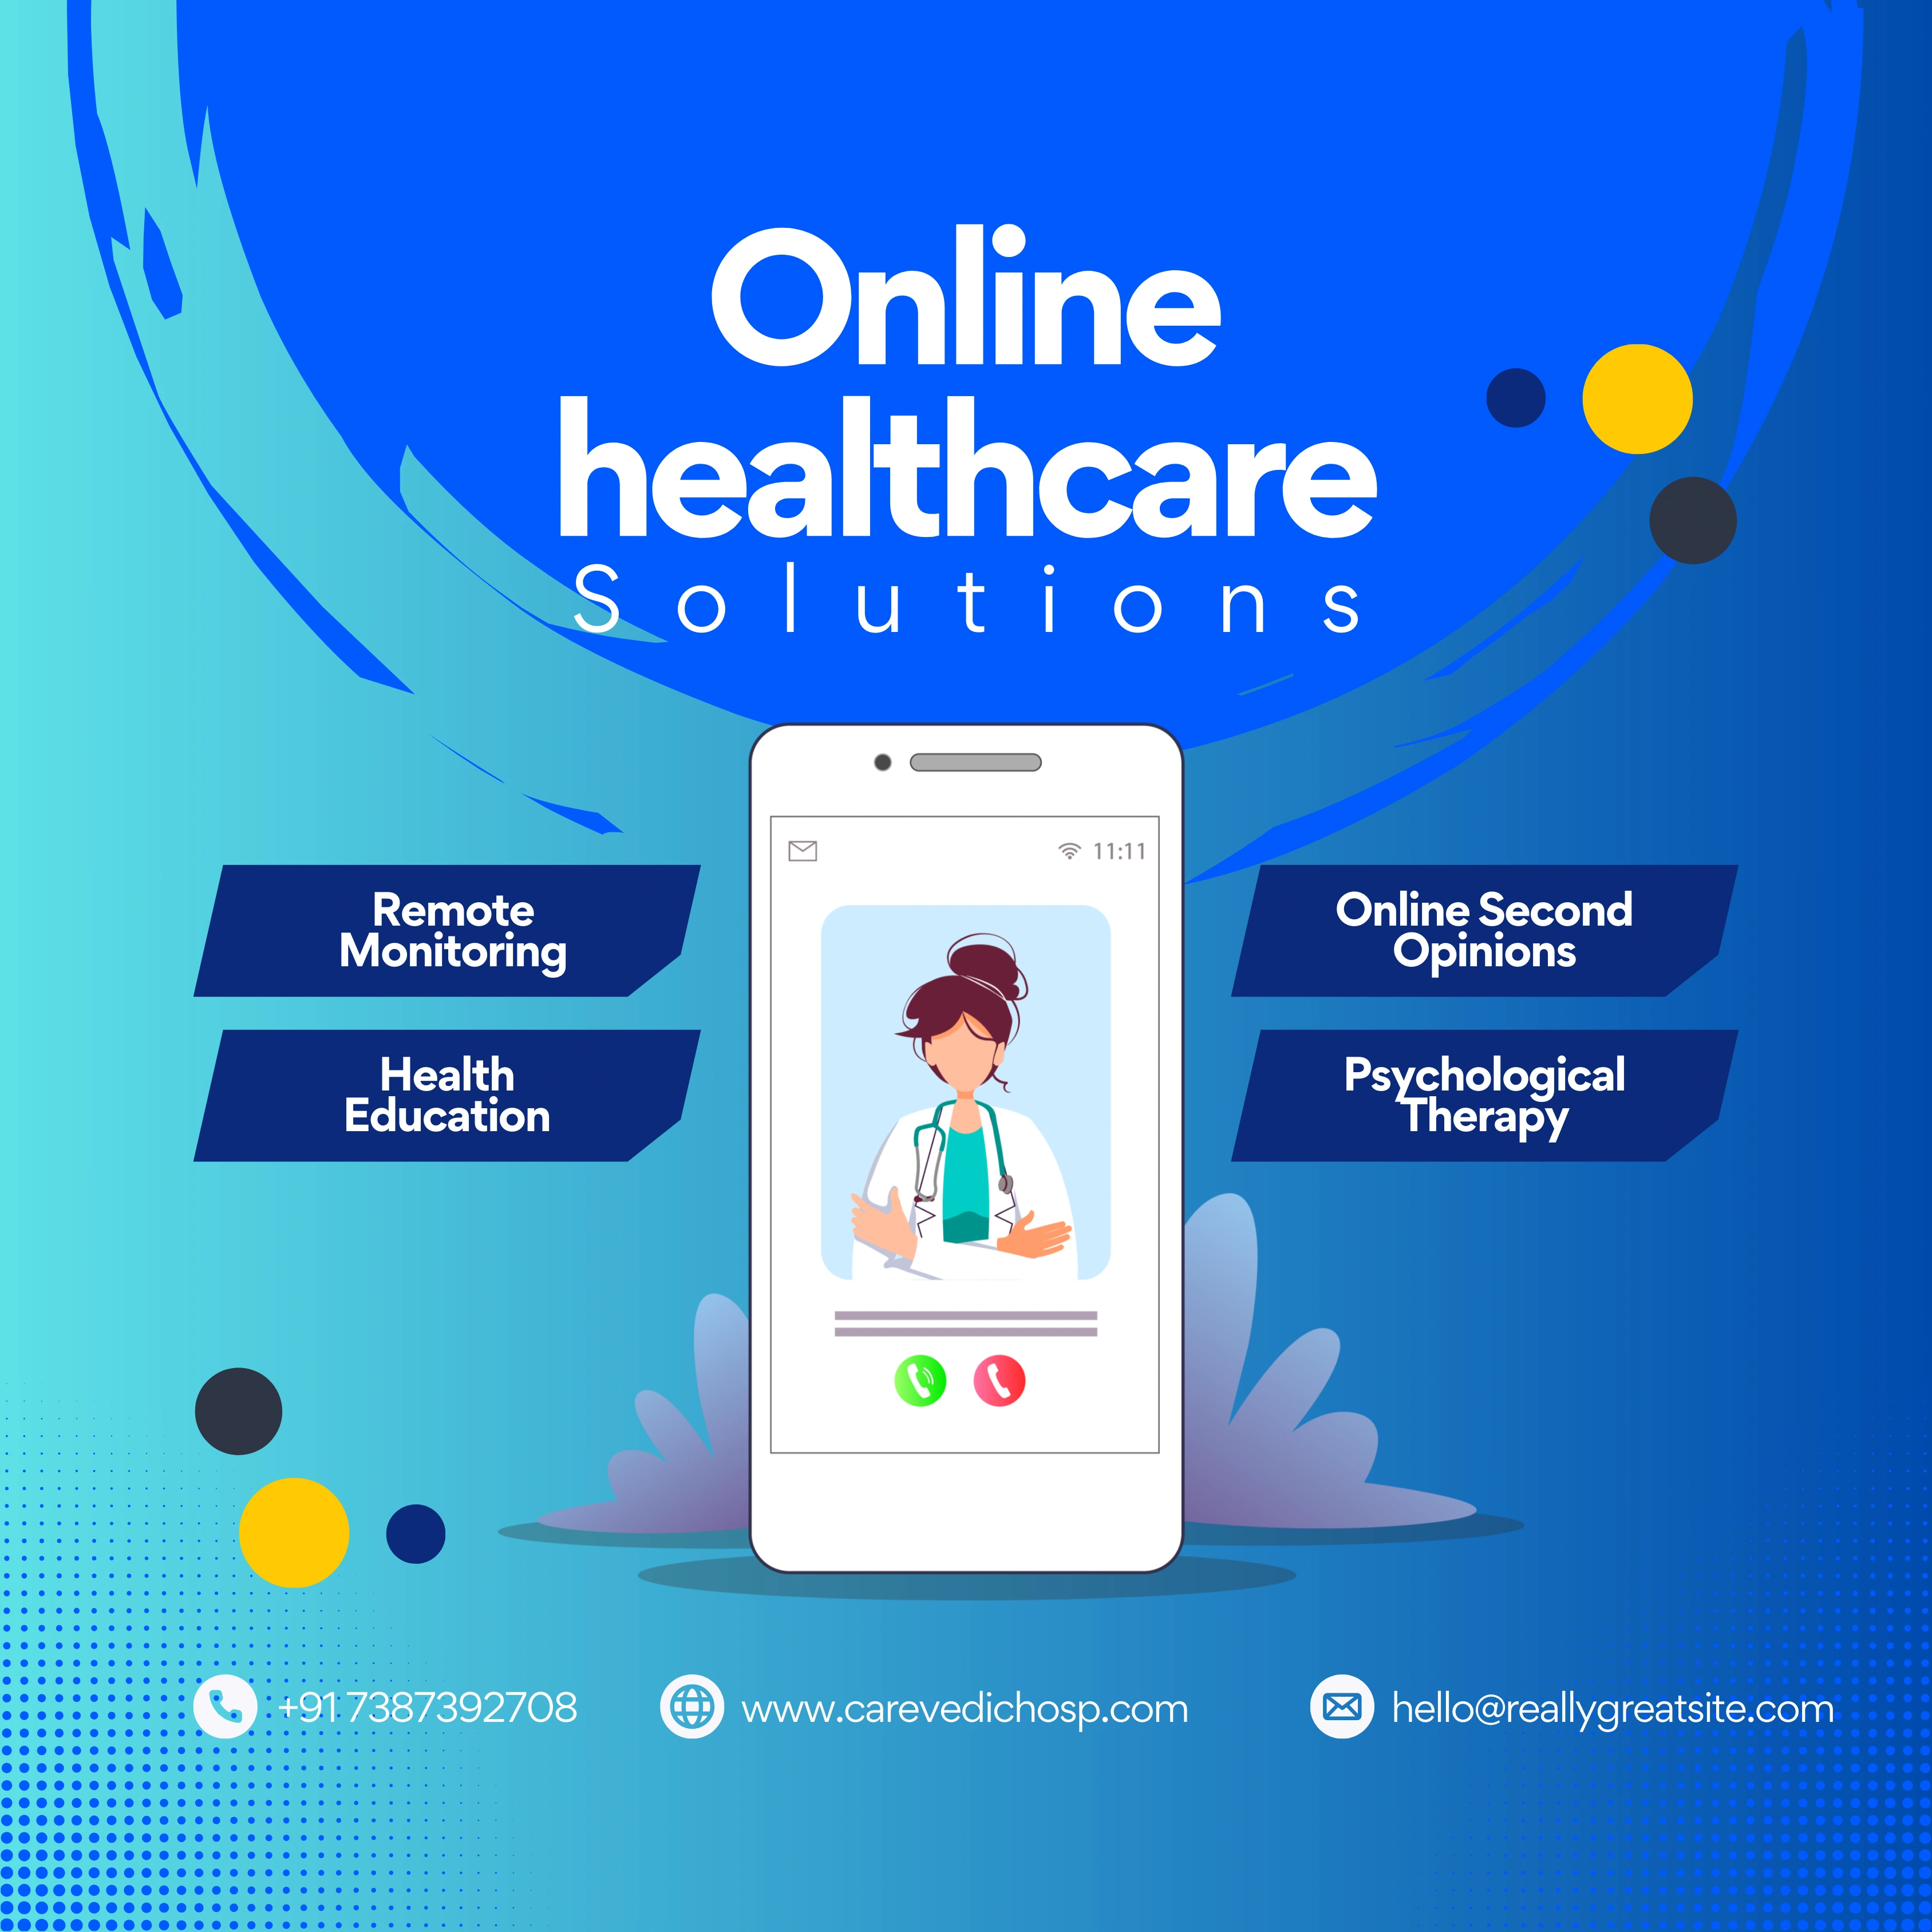 Online
healthcare
Solutions
11:11
Remote
Monitoring
Online Second
Opinions
Health
Education
Psychological
Therapy
+91 7387392708
www.carevedichosp.com
hello@reallygreatsite.com